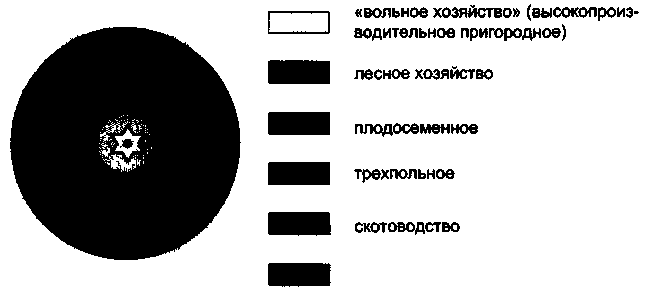 «вольное хозяйство» (высокопроиз-
водительное пригородное)
лесное хозяйство
плодосеменное
трехпольное
скотоводство